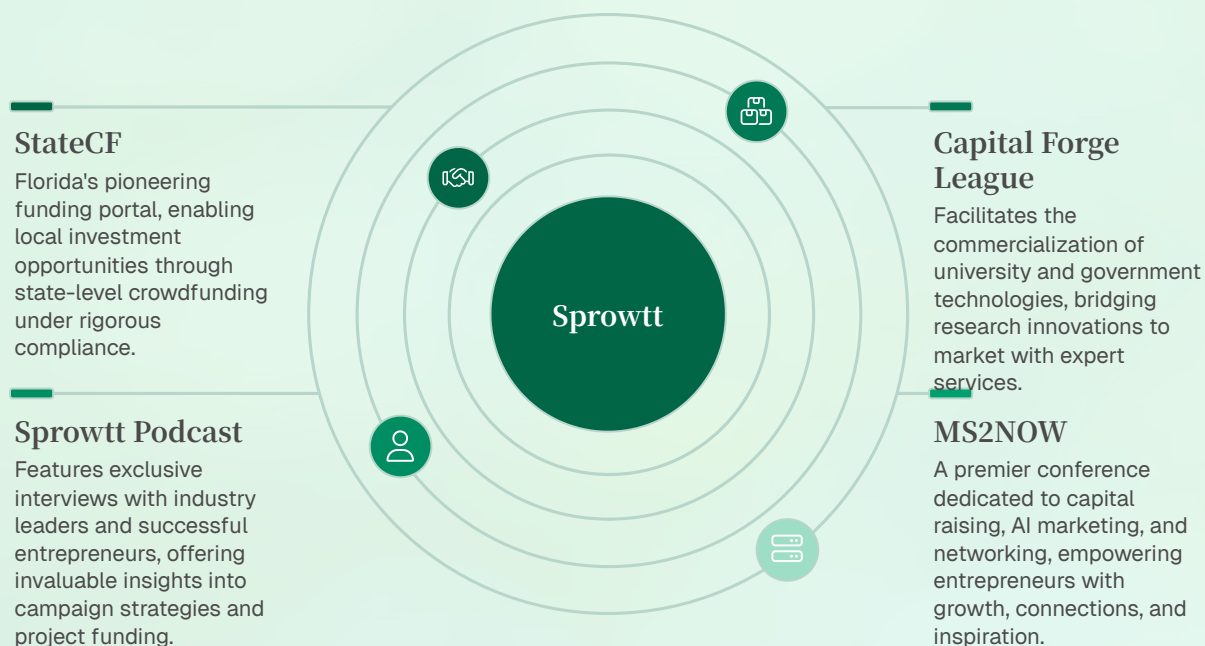 StateCF
Florida's pioneering
funding portal, enabling
local investment
opportunities through
state-level crowdfunding
under rigorous
compliance.
Sprowtt Podcast
Features exclusive
interviews with industry
leaders and successful
entrepreneurs, offering
invaluable insights into
campaign strategies and
project funding.
Sprowtt
Capital Forge
League
Facilitates the
commercialization of
university and government
technologies, bridging
research innovations to
market with expert
services.
MS2NOW
A premier conference
dedicated to capital
raising, AI marketing, and
networking, empowering
entrepreneurs with
growth, connections, and
inspiration.